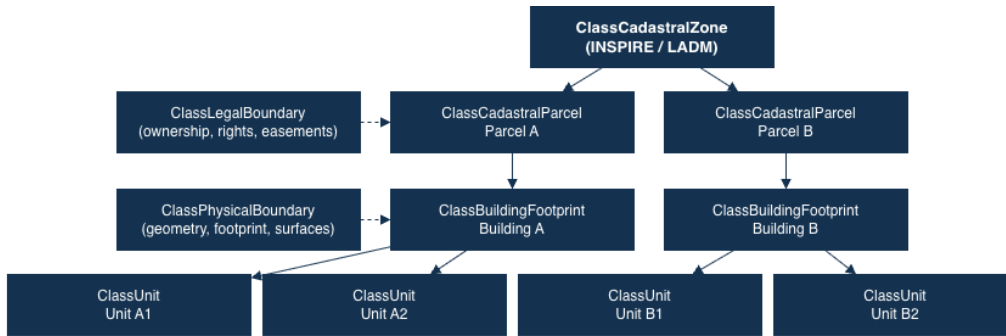 ClassCadastralZone
(INSPIRE / LADM)
ClassLegalBoundary
(ownership, rights, easements)
ClassCadastralParcel
Parcel A
ClassCadastralParcel
Parcel B
ClassPhysicalBoundary
(geometry, footprint, surfaces)
ClassBuildingFootprint
Building A
ClassBuildingFootprint
Building B
ClassUnit
Unit A1
ClassUnit
Unit A2
ClassUnit
Unit B1
ClassUnit
Unit B2